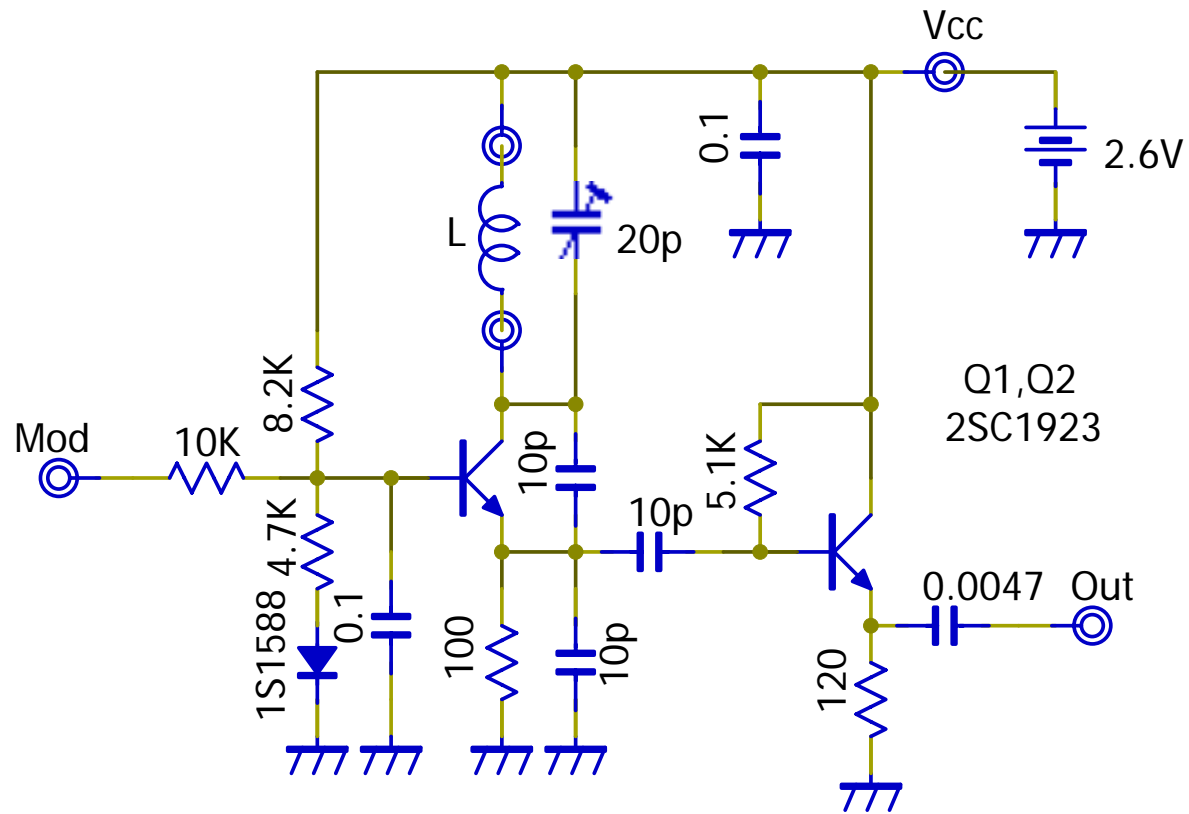 Vcc
0.1
2.6V
L
20p
8.2K
Q1,Q2
2SC1923
Mod
10K
10p
5.1K
10p
4.7K
0.0047
Out
1S1588
0.1
100
10p
120